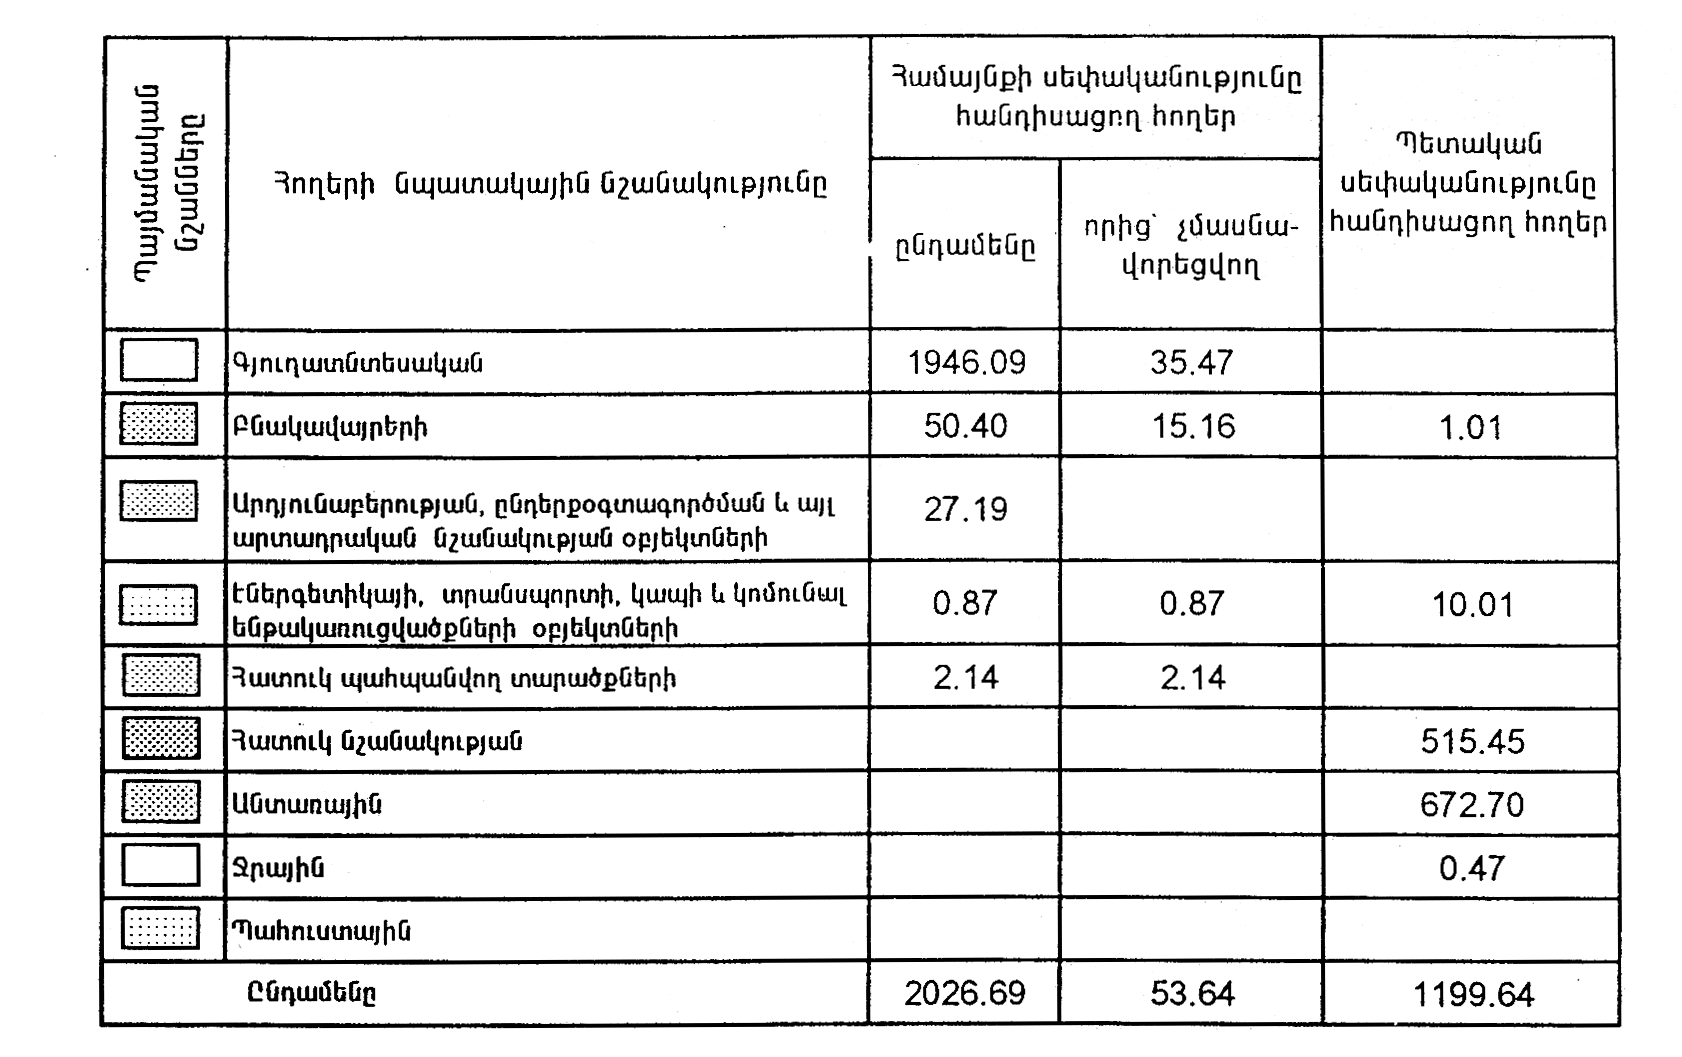 Պայմանական
նշանները
Հողերի նպատակային նշանակությունը
Համայնքի սեփականությունը
հանդիսացող հողեր
ընդամենը
որից՝ չմասնա-
վորեցվող
Պետական
սեփականությունը
հանդիսացող հողեր
Գյուղատնտեսական 1946.09 35.47
Բնակավայրերի 50.40 15.16 1.01
Արդյունաբերության, ընդերքօգտագործման և այլ
արտադրական նշանակության օբյեկտների 27.19
Էներգետիկայի, տրանսպորտի, կապի և կոմունալ
ենթակառուցվածքների օբյեկտների 0.87 0.87 10.01
Հատուկ պահպանվող տարածքների 2.14 2.14
Հատուկ նշանակության 515.45
Անտառային 672.70
Ջրային 0.47
Պահուստային
Ընդամենը 2026.69 53.64 1199.64